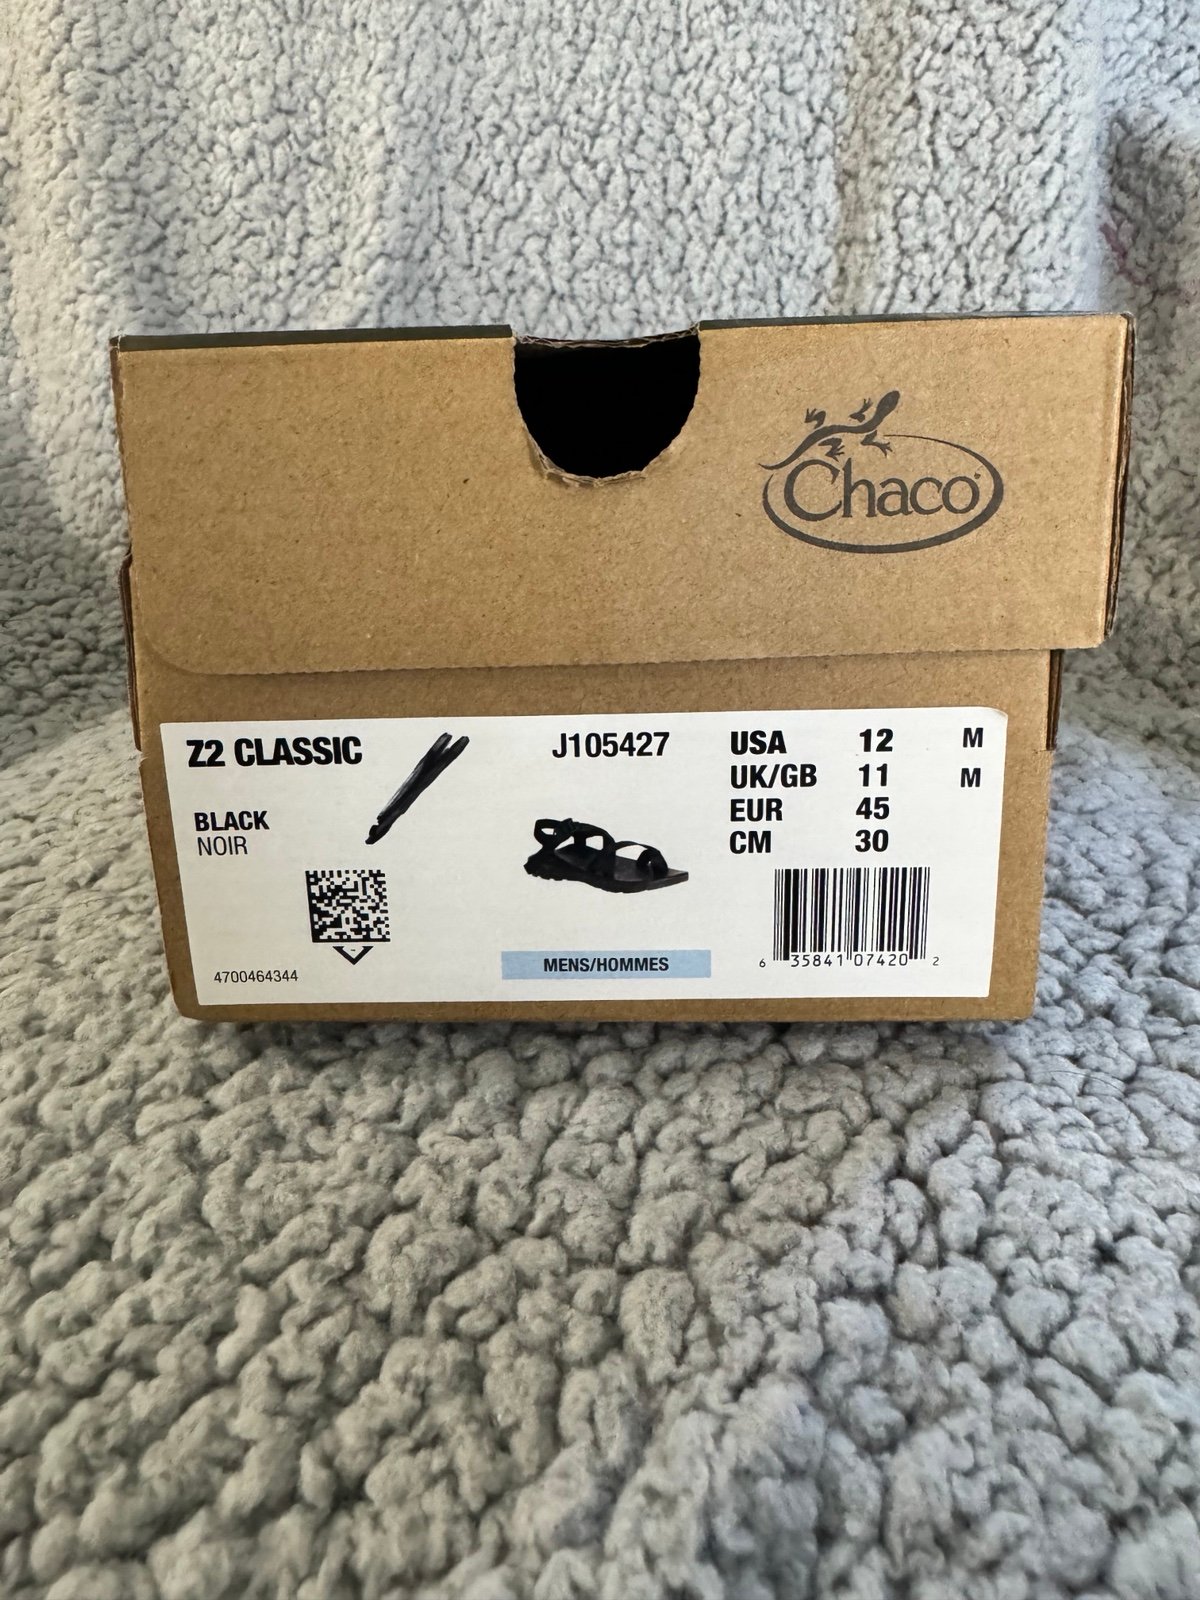 Chaco
Z2 CLASSIC
J105427
USA 12 M
UK/GB 11 M
EUR 45
CM 30
BLACK
NOIR
4700464344
MENS/HOMMES
6 35841 07420 2